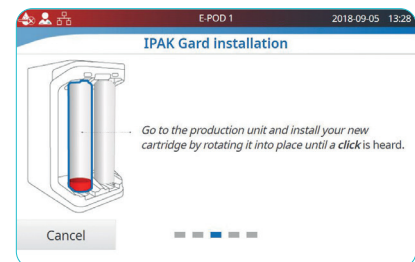 E-POD 1
2018-09-05 13:28
IPAK Gard installation
Go to the production unit and install your new
cartridge by rotating it into place until a click is heard.
Cancel